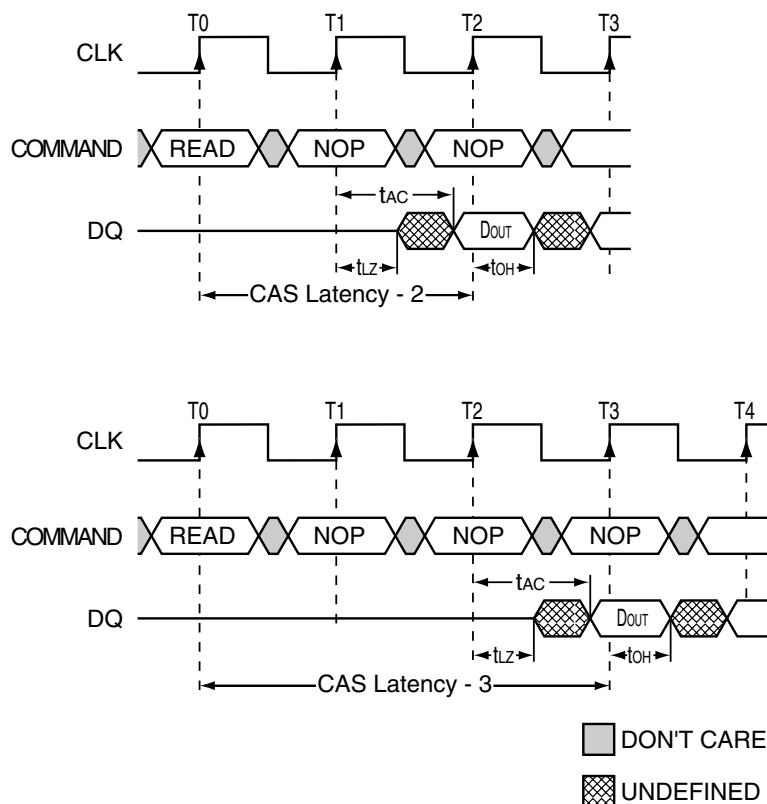 T0 T1 T2 T3
CLK
COMMAND READ NOP NOP
tAC
DQ DOUT
tLZ tOH
CAS Latency - 2
T0 T1 T2 T3 T4
CLK
COMMAND READ NOP NOP NOP
tAC
DQ DOUT
tLZ tOH
CAS Latency - 3
DON'T CARE
UNDEFINED